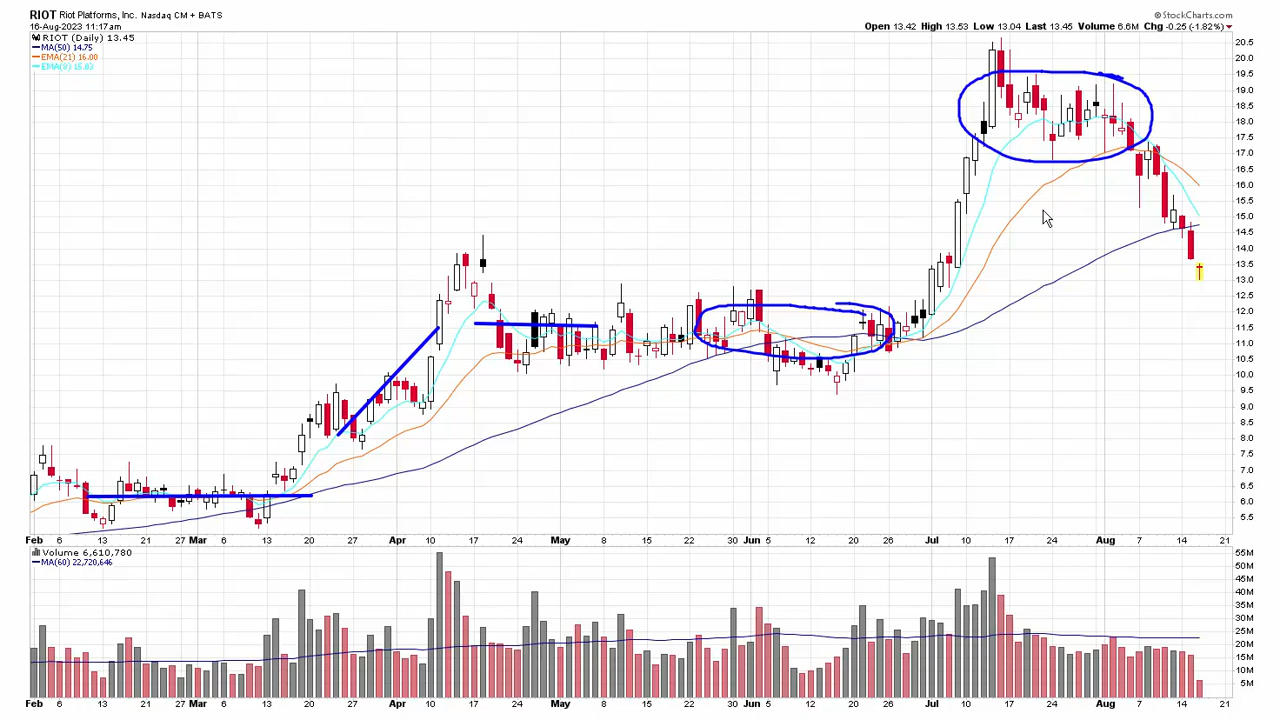 RIOT Riot Platforms, Inc. Nasdaq CM + BATS
© StockCharts.com
16-Aug-2023 11:17am
Open 13.42 High 13.53 Low 13.04 Last 13.45 Volume 6.6M Chg -0.25 (-1.82%)
RIOT (Daily) 13.45
MA(50) 14.75
EMA(21) 16.00
20.5
20.0
19.5
19.0
18.5
18.0
17.5
17.0
16.5
16.0
15.5
15.0
14.5
14.0
13.5
13.0
12.5
12.0
11.5
11.0
10.5
10.0
9.5
9.0
8.5
8.0
7.5
7.0
6.5
6.0
5.5
Feb 6 13 21 27 Mar 6 13 20 27 Apr 10 17 24 May 8 15 22 Jun 5 12 20 26 Jul 10 17 24 Aug 7 14 21
Volume 6,610,780
MA(60) 22,720,646
55M
50M
45M
40M
35M
30M
25M
20M
15M
10M
5M
Feb 6 13 21 27 Mar 6 13 20 27 Apr 10 17 24 May 8 15 22 Jun 5 12 20 26 Jul 10 17 24 Aug 7 14 21